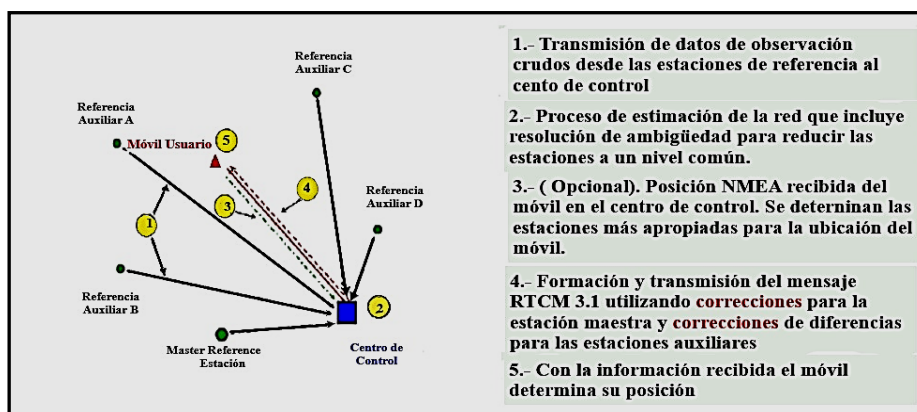 Referencia
Auxiliar C
Referencia
Auxiliar A
Móvil Usuario
5
4
3
Referencia
Auxiliar D
1
Referencia
Auxiliar B
2
Master Reference
Estación
Centro de
Control
1.- Transmisión de datos de observación
crudos desde las estaciones de referencia al
cento de control
2.- Proceso de estimación de la red que incluye
resolución de ambigüedad para reducir las
estaciones a un nivel común.
3.- ( Opcional). Posición NMEA recibida del
móvil en el centro de control. Se deterninan las
estaciones más apropiadas para la ubicaión del
móvil.
4.- Formación y transmisión del mensaje
RTCM 3.1 utilizando correcciones para la
estación maestra y correcciones de diferencias
para las estaciones auxiliares
5.- Con la información recibida el móvil
determina su posición